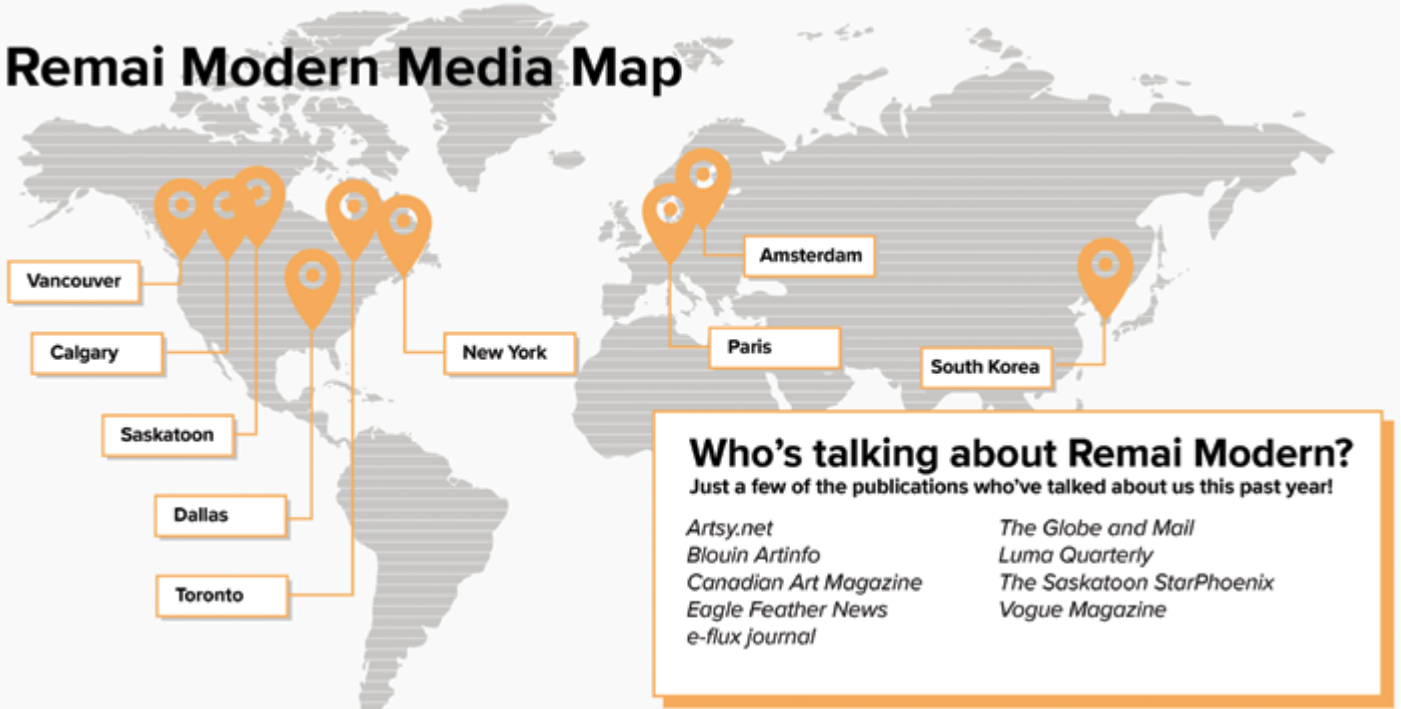 Remai Modern Media Map
Vancouver
Calgary
Saskatoon
Dallas
Toronto
New York
Amsterdam
Paris
South Korea
Who's talking about Remai Modern?
Just a few of the publications who've talked about us this past year!
Artsy.net
Blouin Artinfo
Canadian Art Magazine
Eagle Feather News
e-flux journal
The Globe and Mail
Luma Quarterly
The Saskatoon StarPhoenix
Vogue Magazine